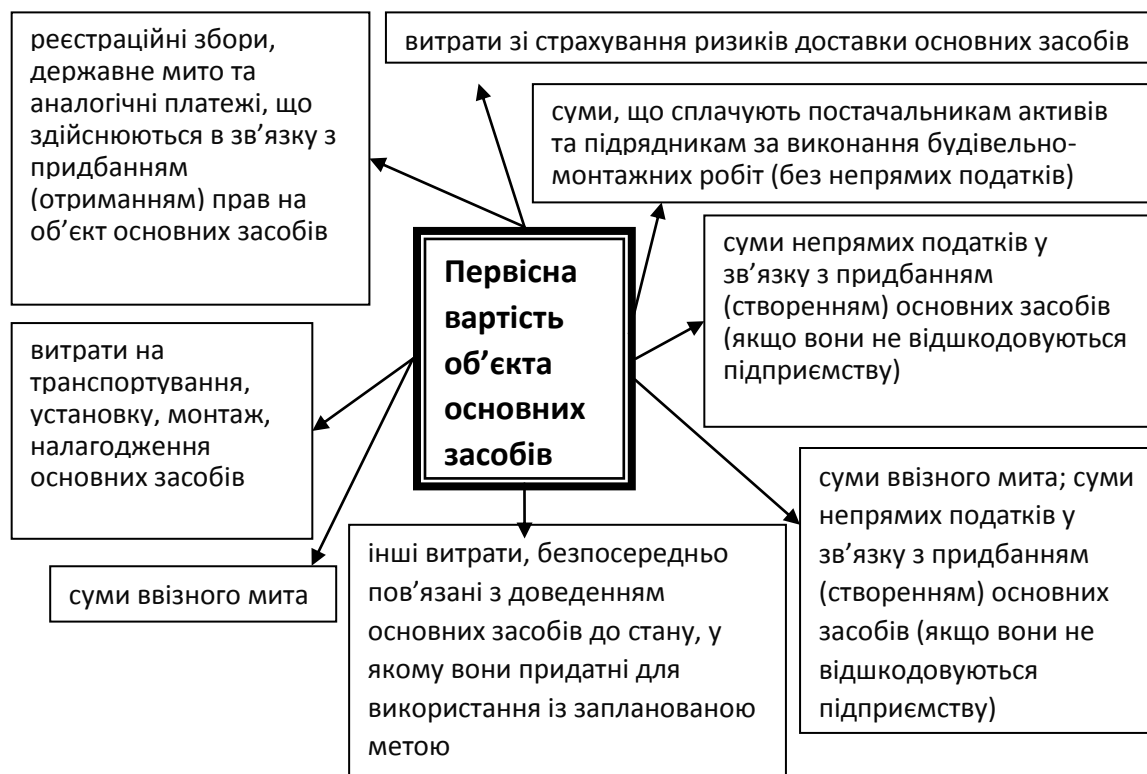 реєстраційні збори,
державне мито та
аналогічні платежі, що
здійснюються в зв’язку з
придбанням
(отриманням) прав на
об’єкт основних засобів
витрати зі страхування ризиків доставки основних засобів
суми, що сплачують постачальникам активів
та підрядникам за виконання будівельно-
монтажних робіт (без непрямих податків)
суми непрямих податків у
зв’язку з придбанням
(створенням) основних засобів
(якщо вони не відшкодовуються
підприємству)
Первісна
вартість
об’єкта
основних
засобів
витрати на
транспортування,
установку, монтаж,
налагодження
основних засобів
суми ввізного мита; суми
непрямих податків у
зв’язку з придбанням
(створенням) основних
засобів (якщо вони не
відшкодовуються
підприємству)
інші витрати, безпосередньо
пов’язані з доведенням
основних засобів до стану, у
якому вони придатні для
використання із запланованою
метою
суми ввізного мита